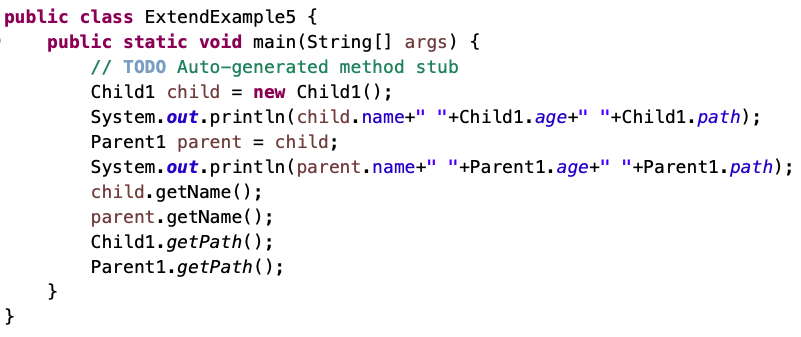 public class ExtendExample5 {
    public static void main(String[] args) {
        // TODO Auto-generated method stub
        Child1 child = new Child1();
        System.out.println(child.name+" "+Child1.age+" "+Child1.path);
        Parent1 parent = child;
        System.out.println(parent.name+" "+Parent1.age+" "+Parent1.path);
        child.getName();
        parent.getName();
        Child1.getPath();
        Parent1.getPath();
    }
}